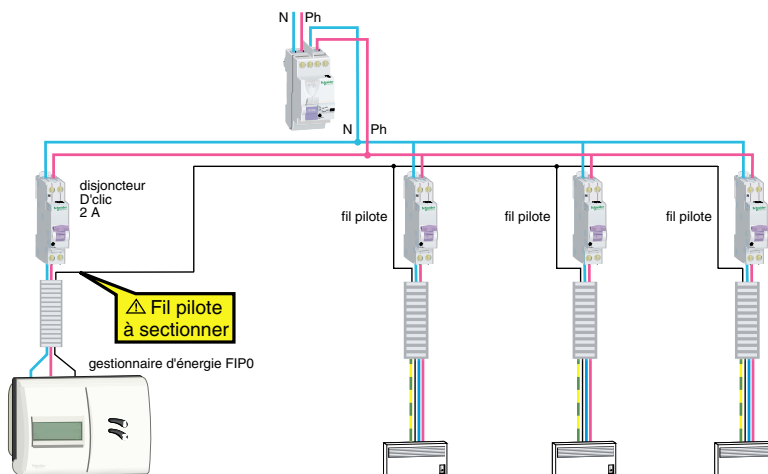 N Ph
N Ph
disjoncteur
D'clic
2 A
fil pilote
fil pilote
fil pilote
⚠ Fil pilote
à sectionner
gestionnaire d'énergie FIP0